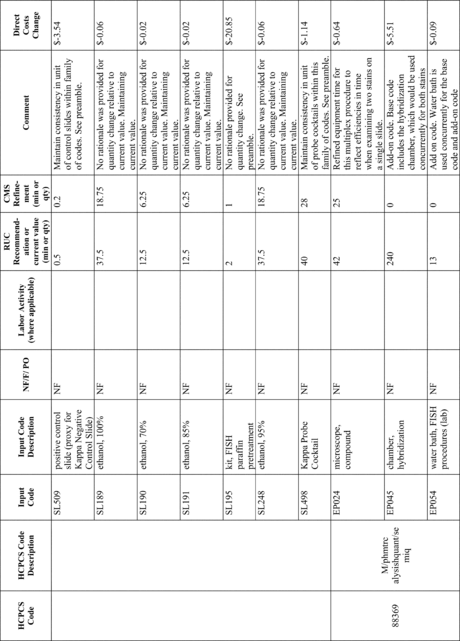 HCPCS
Code
HCPCS Code
Description
Input
Code
Input Code
Description
NF/F/ PO
Labor Activity
(where applicable)
RUC
Recommend-
ation or
current value
(min or qty)
CMS
Refine-
ment
(min or
qty)
Comment
Direct
Costs
Change
SL509
positive control
slide (proxy for
Kappa Negative
Control Slide)
NF
0.5
0.2
Maintain consistency in unit
of control slides within family
of codes. See preamble.
$-3.54
SL189
ethanol, 100%
NF
37.5
18.75
No rationale was provided for
quantity change relative to
current value. Maintaining
current value.
$-0.06
SL190
ethanol, 70%
NF
12.5
6.25
No rationale was provided for
quantity change relative to
current value. Maintaining
current value.
$-0.02
SL191
ethanol, 85%
NF
12.5
6.25
No rationale was provided for
quantity change relative to
current value. Maintaining
current value.
$-0.02
SL195
kit, FISH
paraffin
pretreatment
NF
2
1
No rationale provided for
quantity change. See
preamble.
$-20.85
SL248
ethanol, 95%
NF
37.5
18.75
No rationale was provided for
quantity change relative to
current value. Maintaining
current value.
$-0.06
SL498
Kappa Probe
Cocktail
NF
40
28
Maintain consistency in unit
of probe cocktails within this
family of codes. See preamble.
$-1.14
88369
M/phmtrc
alysishquant/se
miq
EP024
microscope,
compound
NF
42
25
Refined equipment time for
this multiplex procedure to
reflect efficiencies in time
when examining two stains on
a single slide.
$-0.64
EP045
chamber,
hybridization
NF
240
0
Add-on code. Base code
includes the hybridization
chamber, which would be used
concurrently for both stains
$-5.51
EP054
water bath, FISH
procedures (lab)
NF
13
0
Add on code. Water bath is
used concurrently for the base
code and add-on code
$-0.09